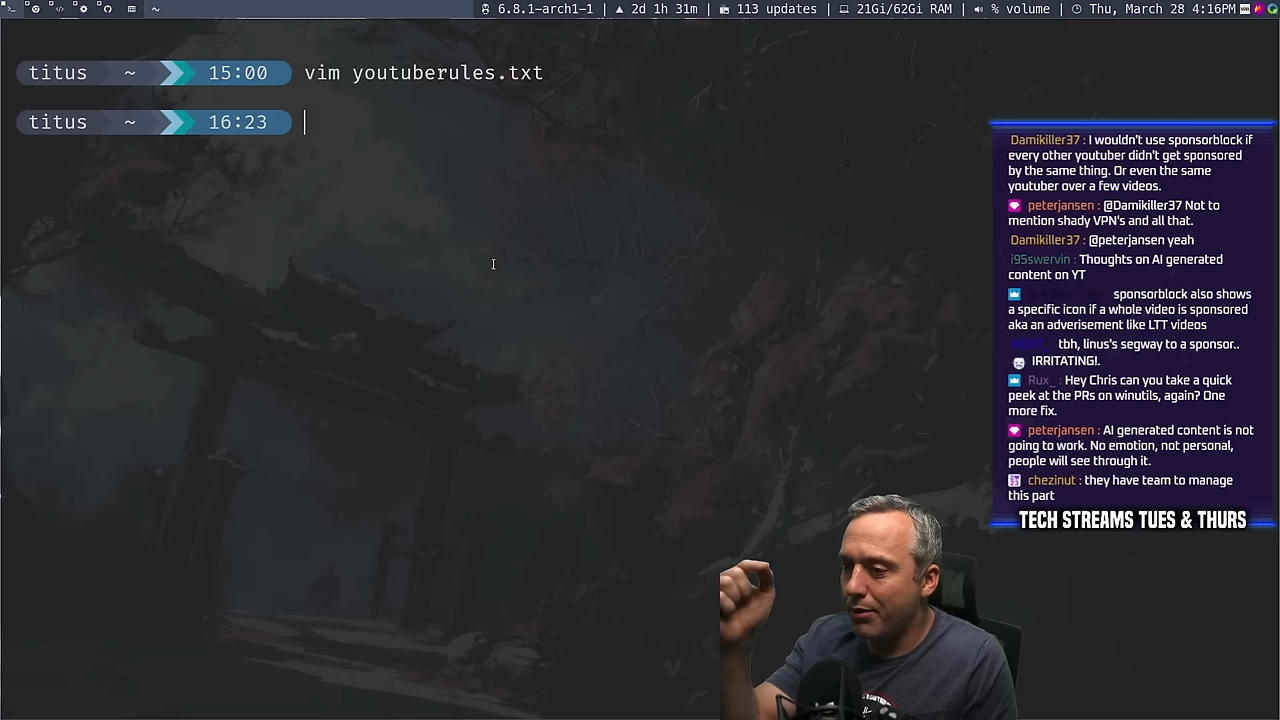 ~ 6.8.1-arch1-1 | ▲ 2d 1h 31m | 113 updates | 21Gi/62Gi RAM | % volume | Thu, March 28 4:16PM
titus ~ 15:00 vim youtuberules.txt
titus ~ 16:23
Damikiller37 : I wouldn't use sponsorblock if
every other youtuber didn't get sponsored
by the same thing. Or even the same
youtuber over a few videos.
peterjansen : @Damikiller37 Not to
mention shady VPN's and all that.
Damikiller37 : @peterjansen yeah
i95swervin : Thoughts on AI generated
content on YT
sponsorblock also shows
a specific icon if a whole video is sponsored
aka an adverisement like LTT videos
tbh, linus's segway to a sponsor..
IRRITATING!.
Rux_ : Hey Chris can you take a quick
peek at the PRs on winutils, again? One
more fix.
peterjansen : AI generated content is not
going to work. No emotion, not personal,
people will see through it.
chezinut : they have team to manage
this part
TECH STREAMS TUES & THURS